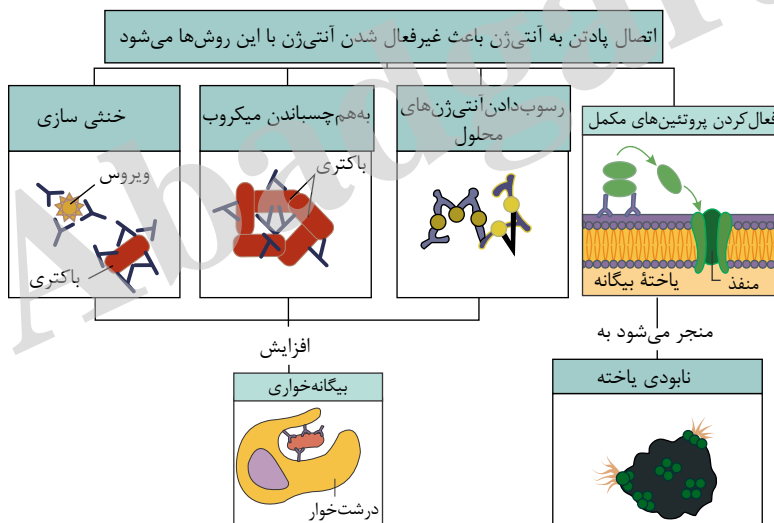 اتصال پادتن به آنتی‌ژن باعث غیرفعال شدن آنتی‌ژن با این روش‌ها می‌شود
فعال‌کردن پروتئین‌های مکمل
یاختهٔ بیگانه
منفذ
رسوب‌دادن‌آنتی‌ژن‌های
محلول
به‌هم‌چسباندن میکروب
باکتری
خنثی سازی
ویروس
باکتری
منجر می‌شود به
نابودی یاخته
افزایش
بیگانه‌خواری
درشت‌خوار